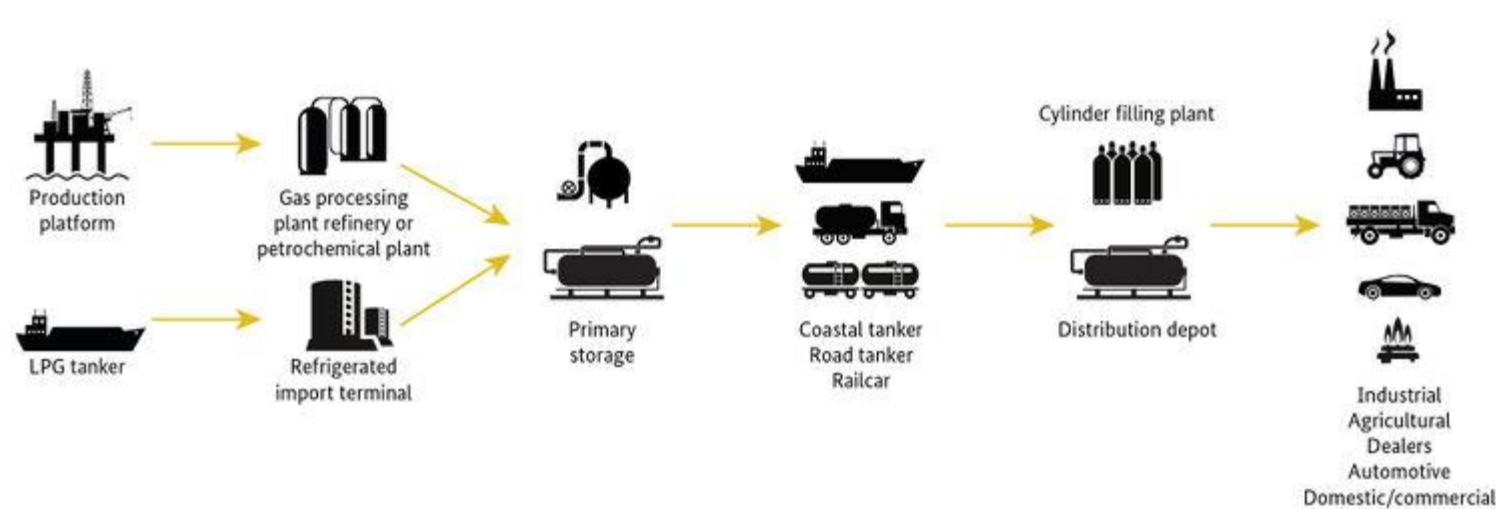 Production
platform
Gas processing
plant refinery or
petrochemical plant
LPG tanker
Refrigerated
import terminal
Primary
storage
Coastal tanker
Road tanker
Railcar
Cylinder filling plant
Distribution depot
Industrial
Agricultural
Dealers
Automotive
Domestic/commercial